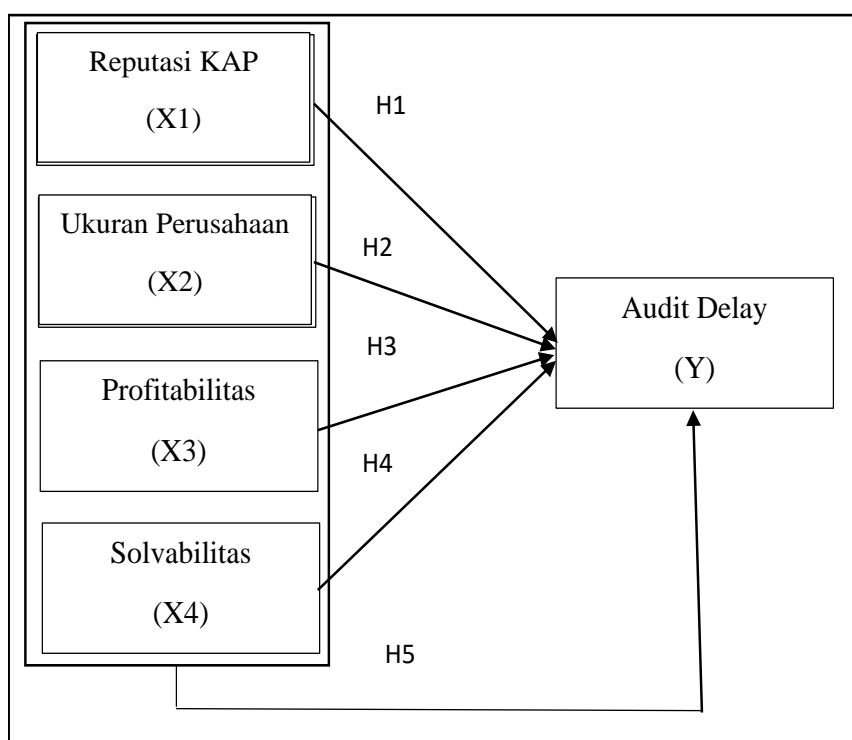 Reputasi KAP
(X1)
H1
Ukuran Perusahaan
(X2)
H2
Audit Delay
(Y)
H3
Profitabilitas
(X3)
H4
Solvabilitas
(X4)
H5